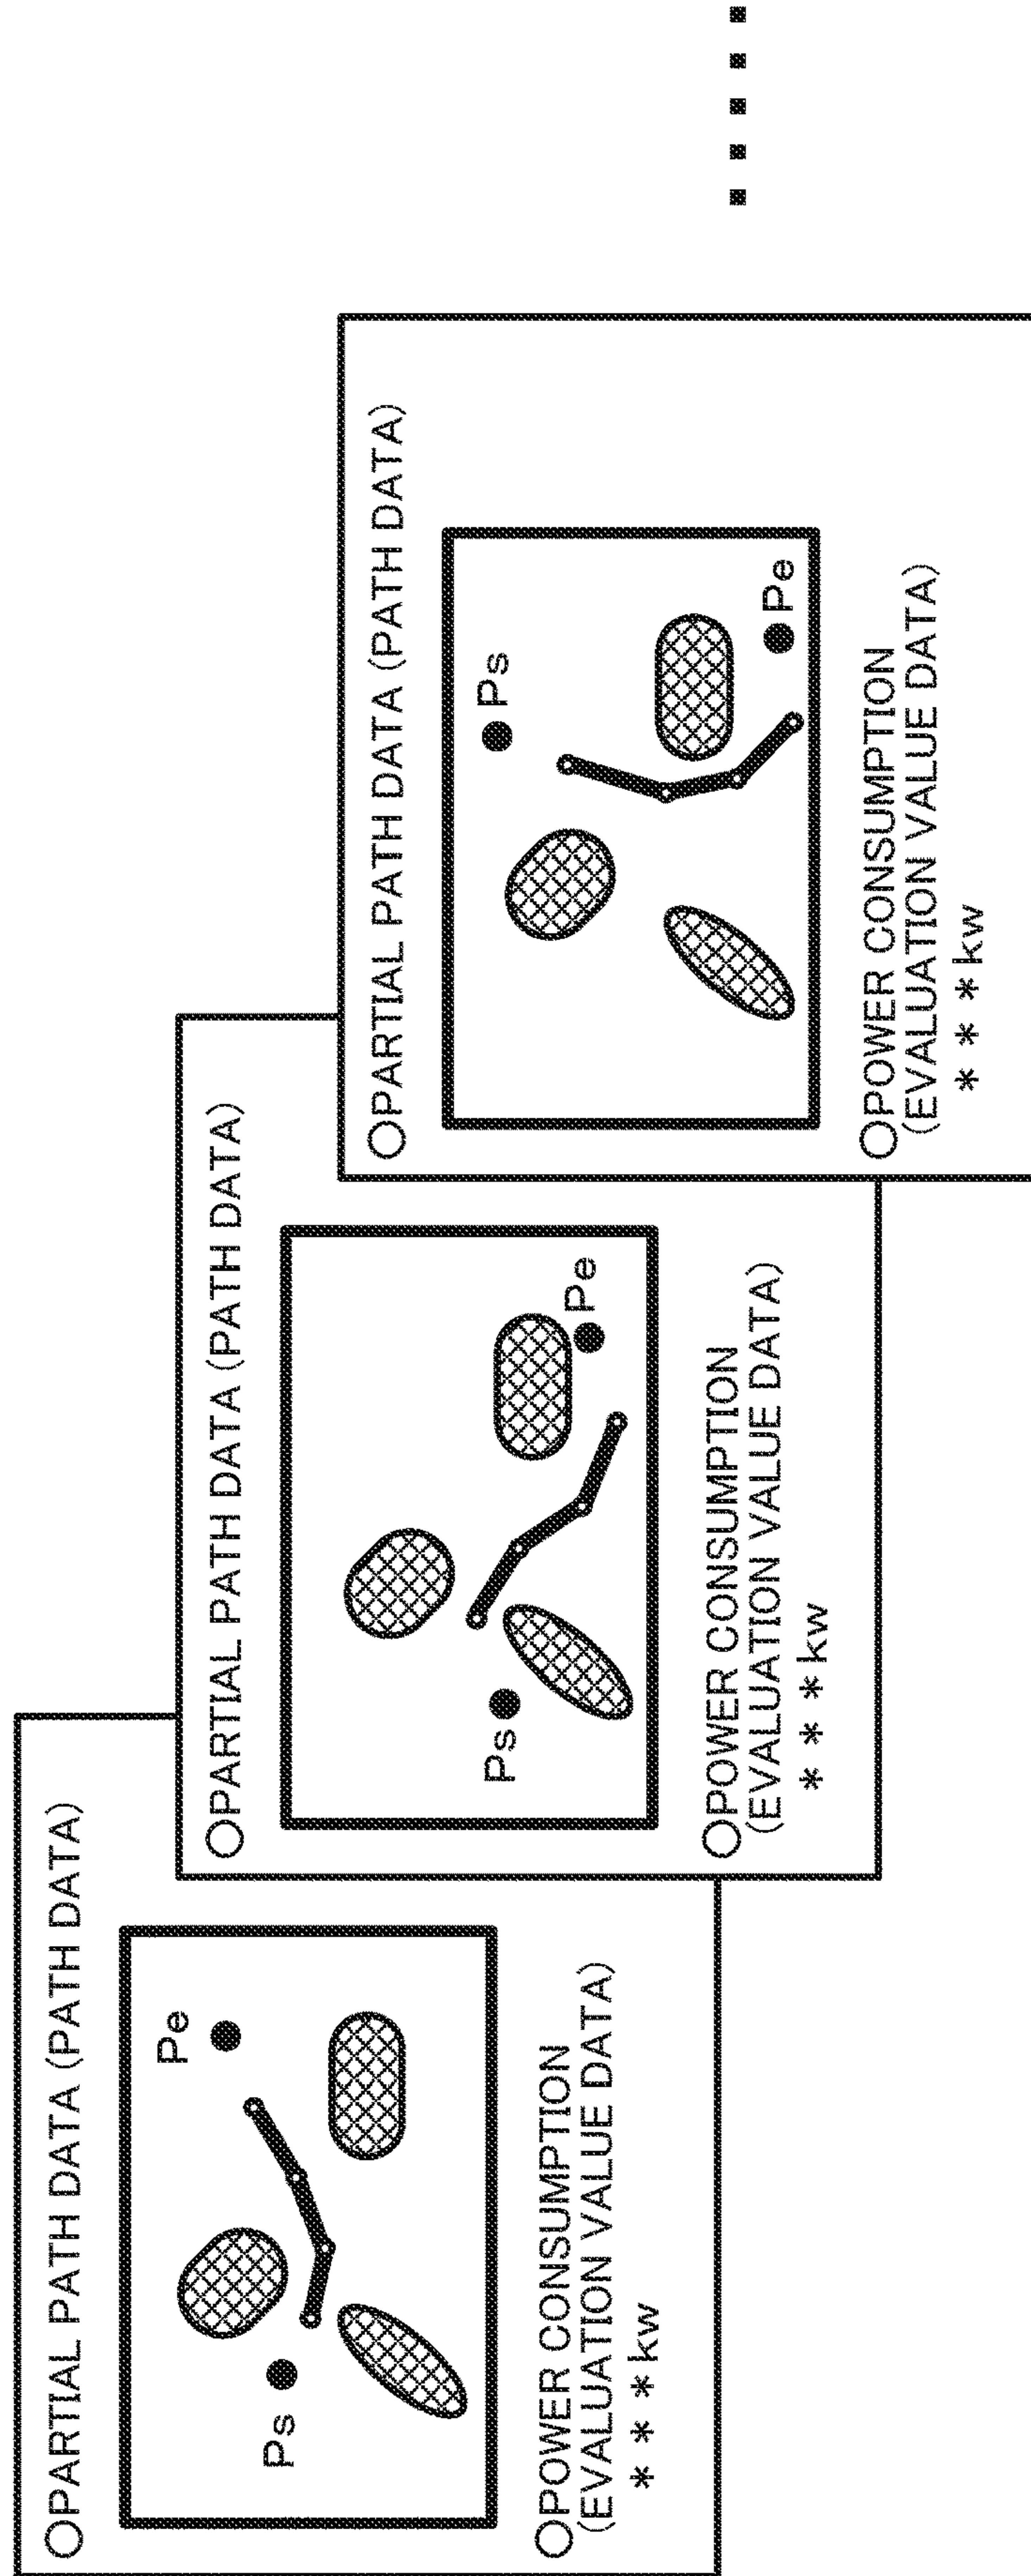 ○PARTIAL PATH DATA (PATH DATA)
Ps
Pe
○POWER CONSUMPTION
(EVALUATION VALUE DATA)
***kw
○PARTIAL PATH DATA (PATH DATA)
Ps
Pe
○POWER CONSUMPTION
(EVALUATION VALUE DATA)
***kw
○PARTIAL PATH DATA (PATH DATA)
Ps
Pe
○POWER CONSUMPTION
(EVALUATION VALUE DATA)
***kw